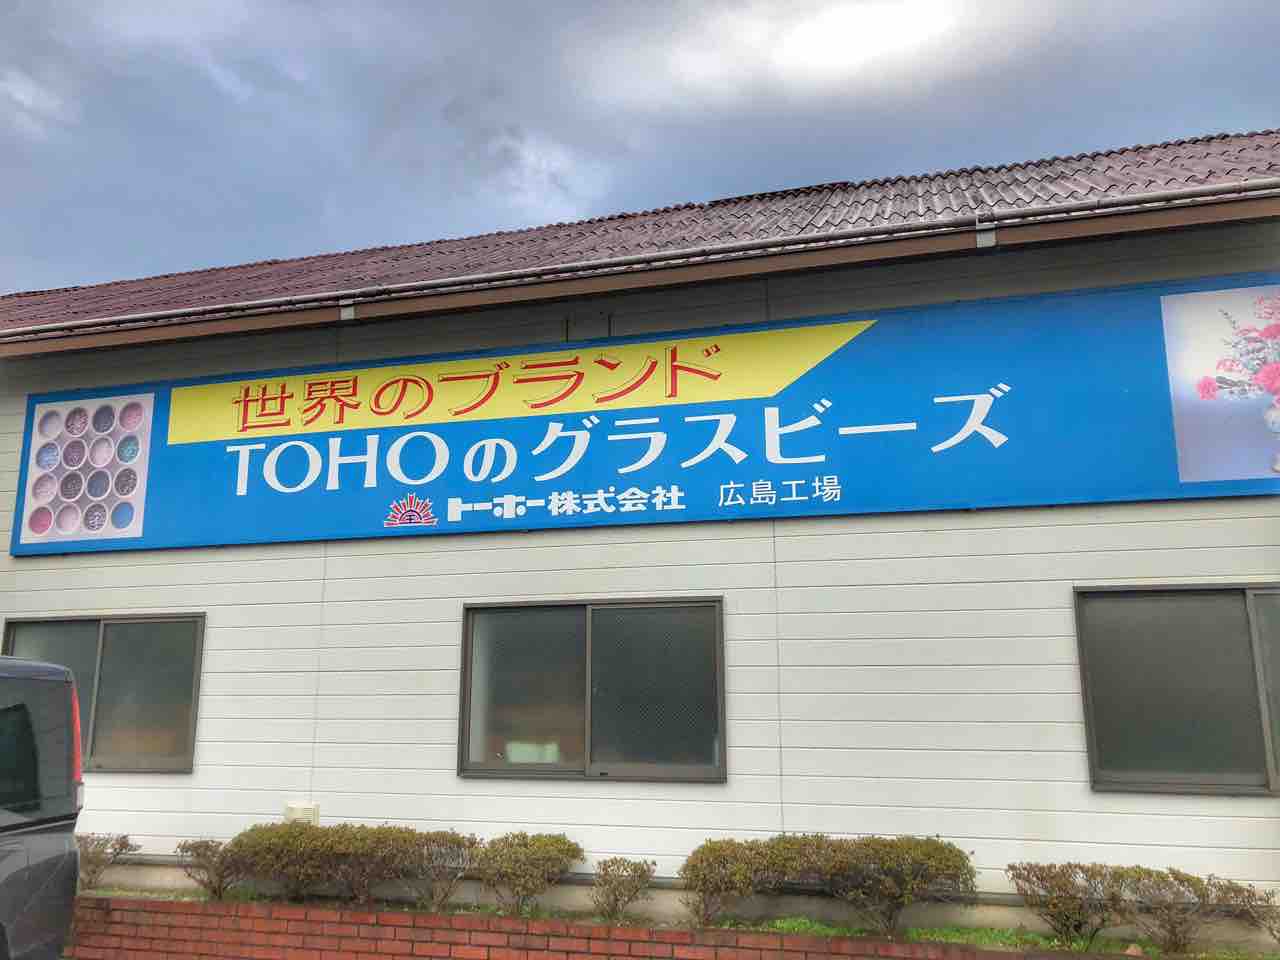 世界のブランド
TOHOのグラスビーズ
トーホー株式会社 広島工場